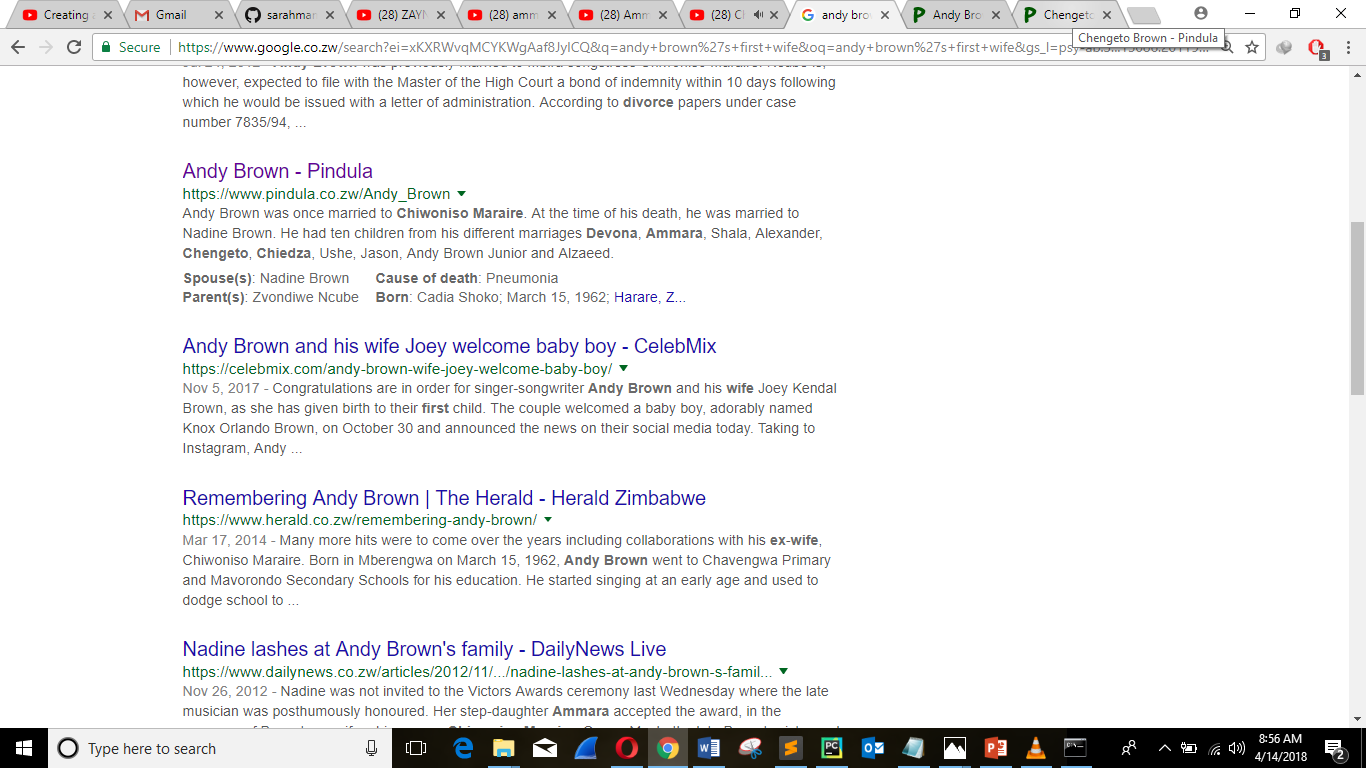 Creating
Gmail
sarahmar
(28) ZAYN
(28) amm
(28) Amm
(28) Cl
andy bro
Andy Bro
Chengeto
Secure
https://www.google.co.zw/search?ei=xKXRWvqMCYKWgAaf8JyICQ&q=andy+brown%27s+first+wife&oq=andy+brown%27s+first+wife&gs_l=psy-ab.3...
Chengeto Brown - Pindula
3
however, expected to file with the Master of the High Court a bond of indemnity within 10 days following
which he would be issued with a letter of administration. According to divorce papers under case
number 7835/94, ...
Andy Brown - Pindula
https://www.pindula.co.zw/Andy_Brown
Andy Brown was once married to Chiwoniso Maraire. At the time of his death, he was married to
Nadine Brown. He had ten children from his different marriages Devona, Ammara, Shala, Alexander,
Chengeto, Chiedza, Ushe, Jason, Andy Brown Junior and Alzaeed.
Spouse(s): Nadine Brown Cause of death: Pneumonia
Parent(s): Zvondiwe Ncube Born: Cadia Shoko; March 15, 1962; Harare, Z...
Andy Brown and his wife Joey welcome baby boy - CelebMix
https://celebmix.com/andy-brown-wife-joey-welcome-baby-boy/
Nov 5, 2017 - Congratulations are in order for singer-songwriter Andy Brown and his wife Joey Kendal
Brown, as she has given birth to their first child. The couple welcomed a baby boy, adorably named
Knox Orlando Brown, on October 30 and announced the news on their social media today. Taking to
Instagram, Andy ...
Remembering Andy Brown | The Herald - Herald Zimbabwe
https://www.herald.co.zw/remembering-andy-brown/
Mar 17, 2014 - Many more hits were to come over the years including collaborations with his ex-wife,
Chiwoniso Maraire. Born in Mberengwa on March 15, 1962, Andy Brown went to Chavengwa Primary
and Mavorondo Secondary Schools for his education. He started singing at an early age and used to
dodge school to ...
Nadine lashes at Andy Brown's family - DailyNews Live
https://www.dailynews.co.zw/articles/2012/11/.../nadine-lashes-at-andy-brown-s-famil...
Nov 26, 2012 - Nadine was not invited to the Victors Awards ceremony last Wednesday where the late
musician was posthumously honoured. Her step-daughter Ammara accepted the award, in the
Type here to search
8:56 AM
4/14/2018
2